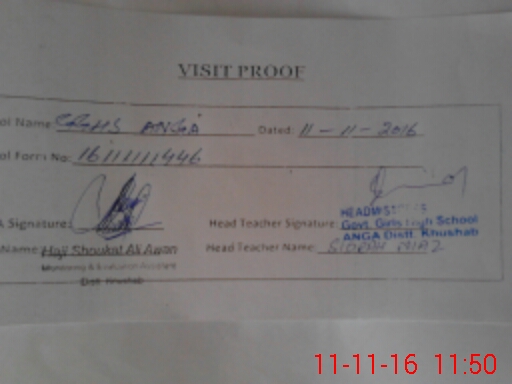 VISIT PROOF
ol Name: GGHS ANGA Dated: 11-11-2016
ol Form No: 16111111446
A Signature: Head Teacher Signature:
HEADMISTRESS
Govt. Girls High School
ANGA Distt. Khushab
Name: Haji Shoukat Ali Awan Head Teacher Name:
Monitoring & Evaluation Assistant
Distt. Khushab
11-11-16 11:50